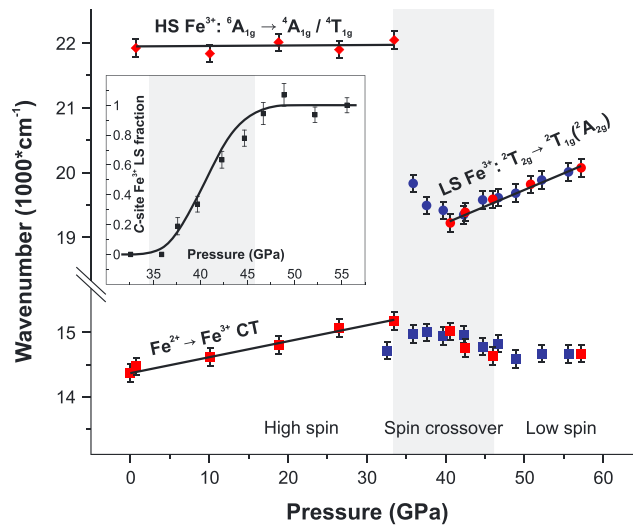 HS Fe³⁺: ⁶A₁g → ⁴A₁g / ⁴T₁g
22
21
20
19
15
14
Wavenumber (1000*cm⁻¹)
C-site Fe³⁺ LS fraction
1
0.8
0.6
0.4
0.2
0
Pressure (GPa)
35
40
45
50
55
LS Fe³⁺: ²T₂g → ²T₁g(²A₂g)
Fe²⁺ → Fe³⁺ CT
High spin
Spin crossover
Low spin
0
10
20
30
40
50
60
Pressure (GPa)